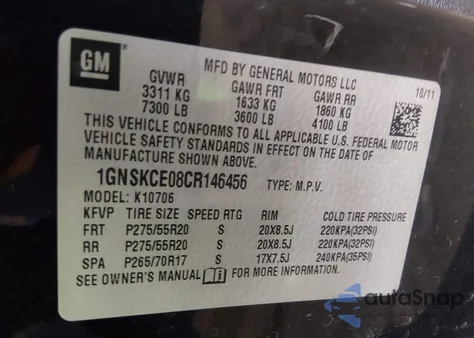 GM
MFD BY GENERAL MOTORS LLC
10/11
GVWR GAWR FRT GAWR RR
3311 KG 1633 KG 1860 KG
7300 LB 3600 LB 4100 LB
THIS VEHICLE CONFORMS TO ALL APPLICABLE U.S. FEDERAL MOTOR
VEHICLE SAFETY STANDARDS IN EFFECT ON THE DATE OF
MANUFACTURE SHOWN ABOVE.
1GNSKCE08CR146456 TYPE: M.P.V.
MODEL: K10706
KFVP TIRE SIZE SPEED RTG RIM COLD TIRE PRESSURE
FRT P275/55R20 S 20X8.5J 220KPA(32PSI)
RR P275/55R20 S 20X8.5J 220KPA(32PSI)
SPA P265/70R17 S 17X7.5J 240KPA(35PSI)
SEE OWNER'S MANUAL FOR MORE INFORMATION.
autoSnap